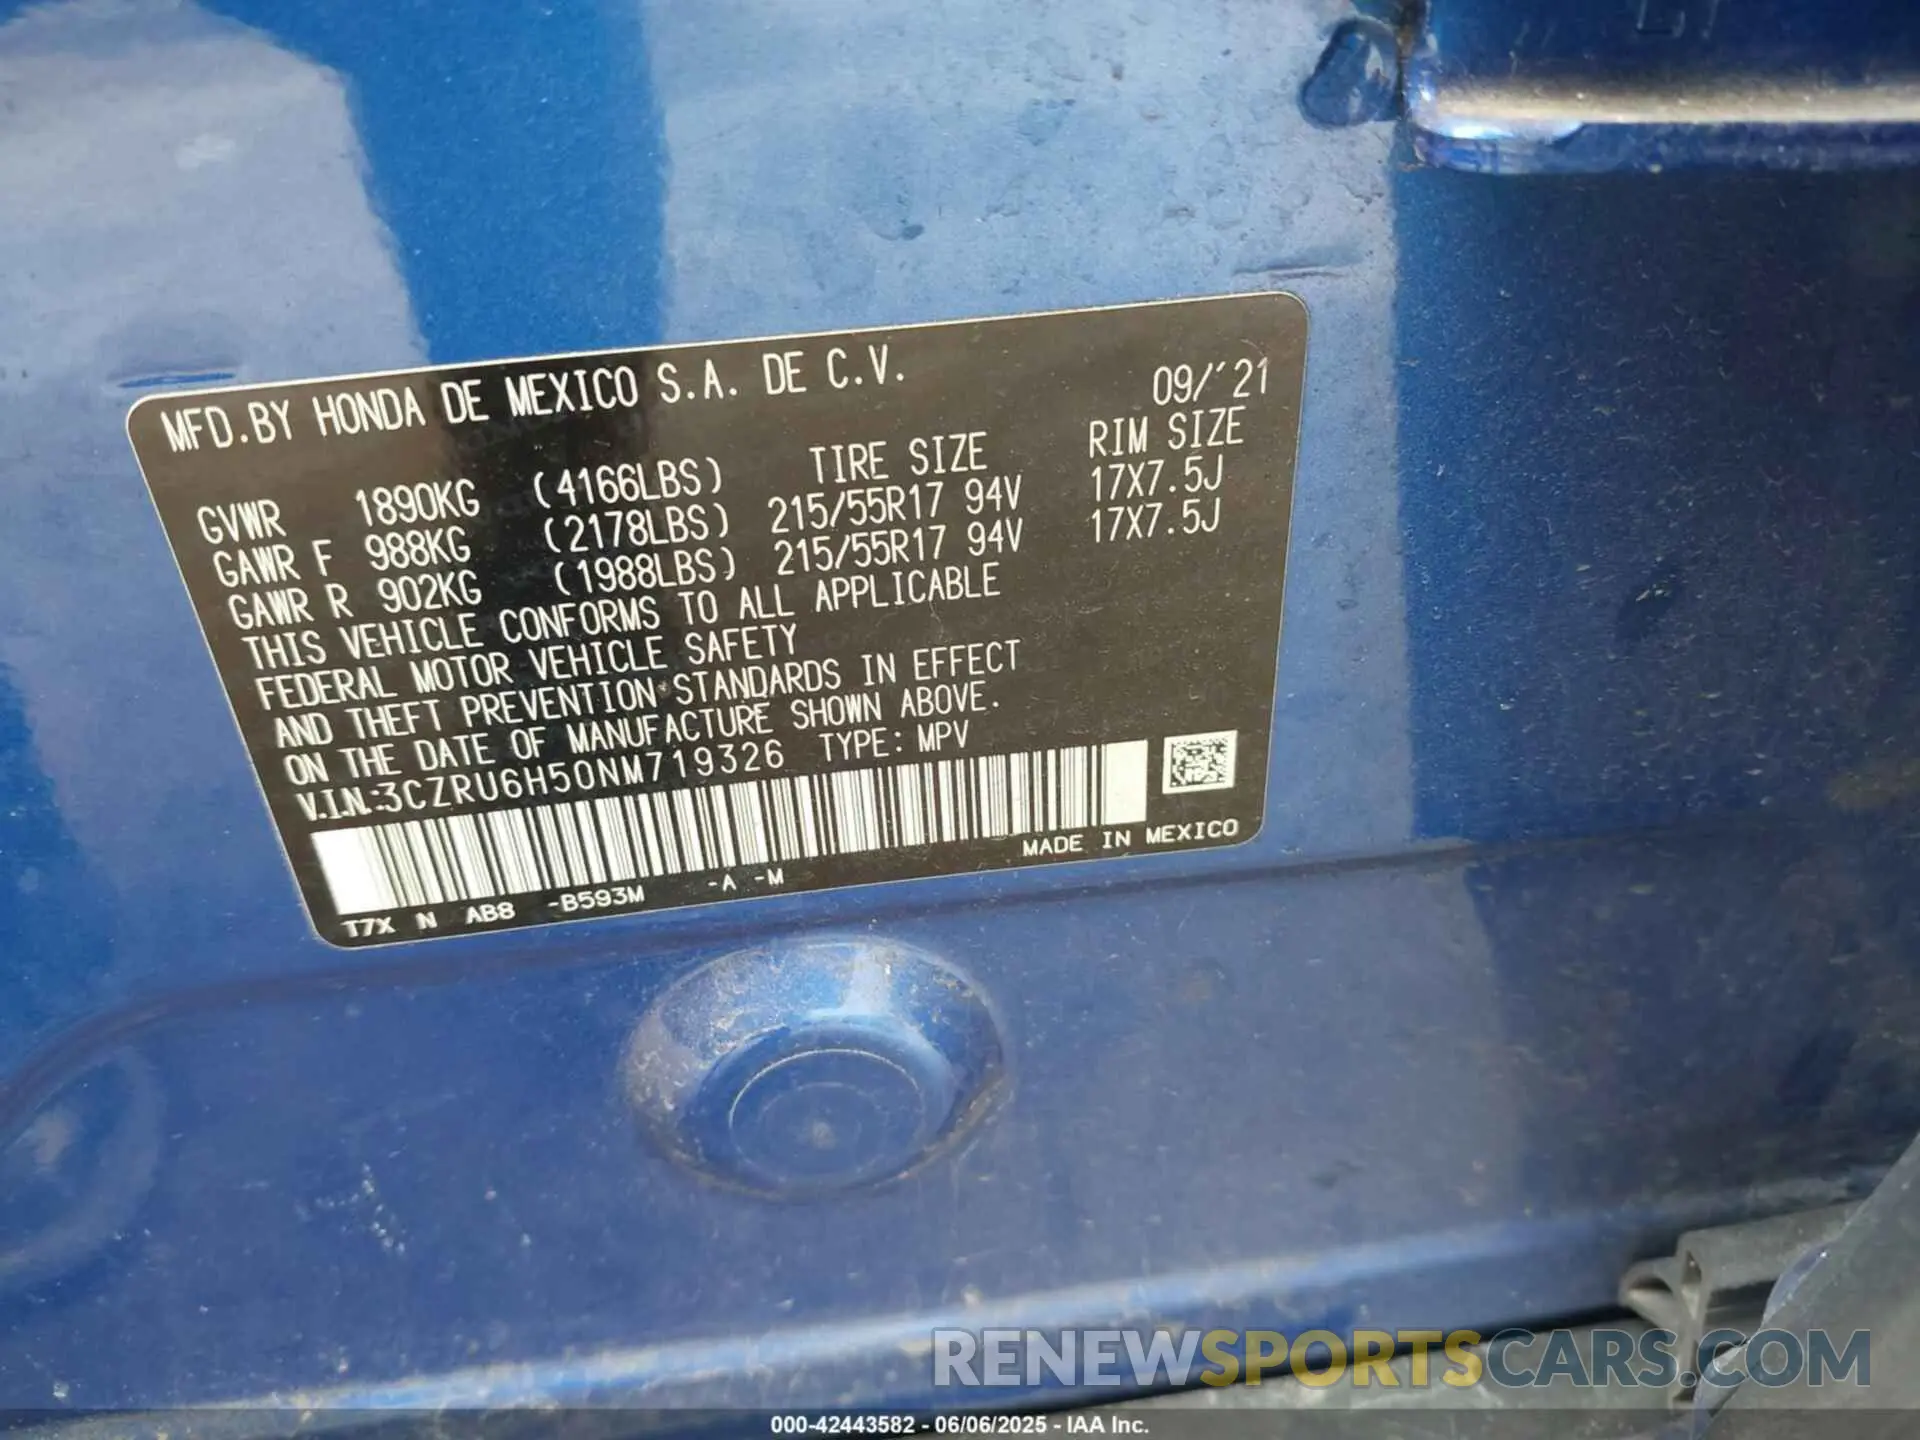 MFD.BY HONDA DE MEXICO S.A. DE C.V.
09/'21
TIRE SIZE RIM SIZE
GVWR 1890KG (4166LBS)
GAWR F 988KG (2178LBS) 215/55R17 94V 17X7.5J
GAWR R 902KG (1988LBS) 215/55R17 94V 17X7.5J
THIS VEHICLE CONFORMS TO ALL APPLICABLE
FEDERAL MOTOR VEHICLE SAFETY
AND THEFT PREVENTION STANDARDS IN EFFECT
ON THE DATE OF MANUFACTURE SHOWN ABOVE.
V.I.N.:3CZRU6H50NM719326 TYPE: MPV
MADE IN MEXICO
T7X N AB8 -B593M -A -M
RENEWSPORTSCARS.COM
000-42443582 - 06/06/2025 - IAA Inc.